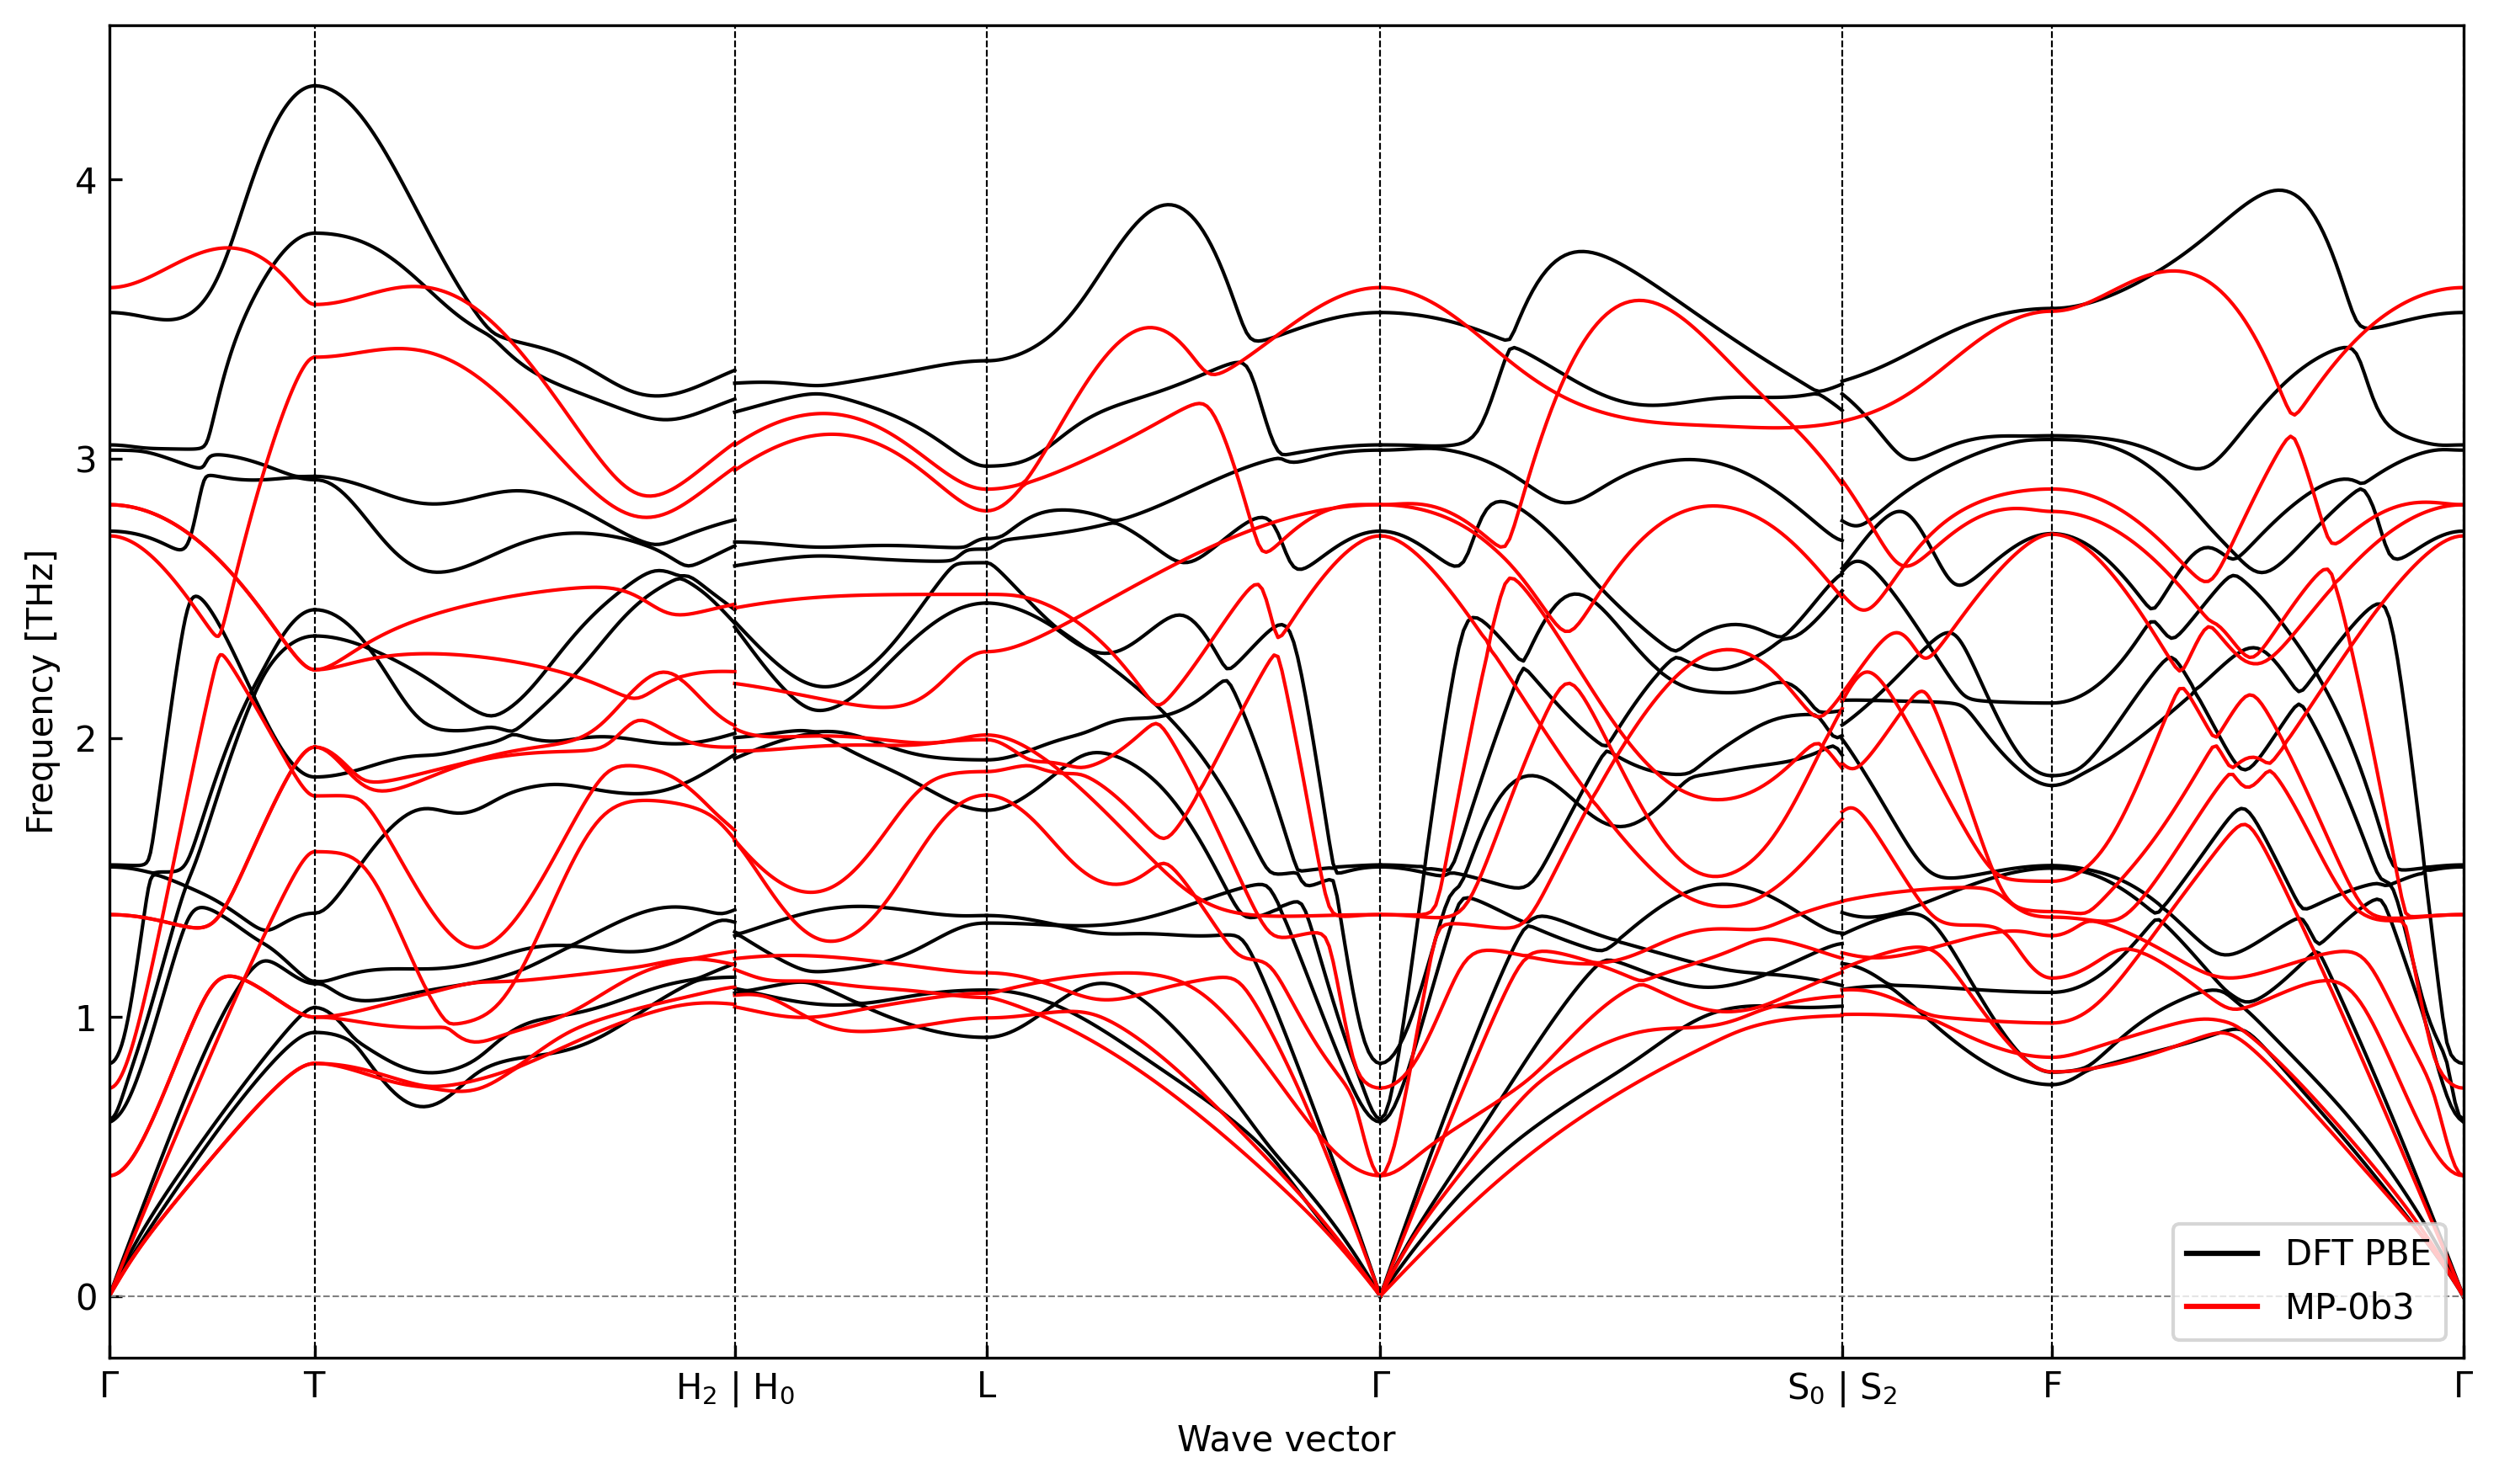 Frequency [THz]
4
3
2
1
0
Γ T H₂ | H₀ L Γ S₀ | S₂ F Γ
Wave vector
DFT PBE
MP-0b3